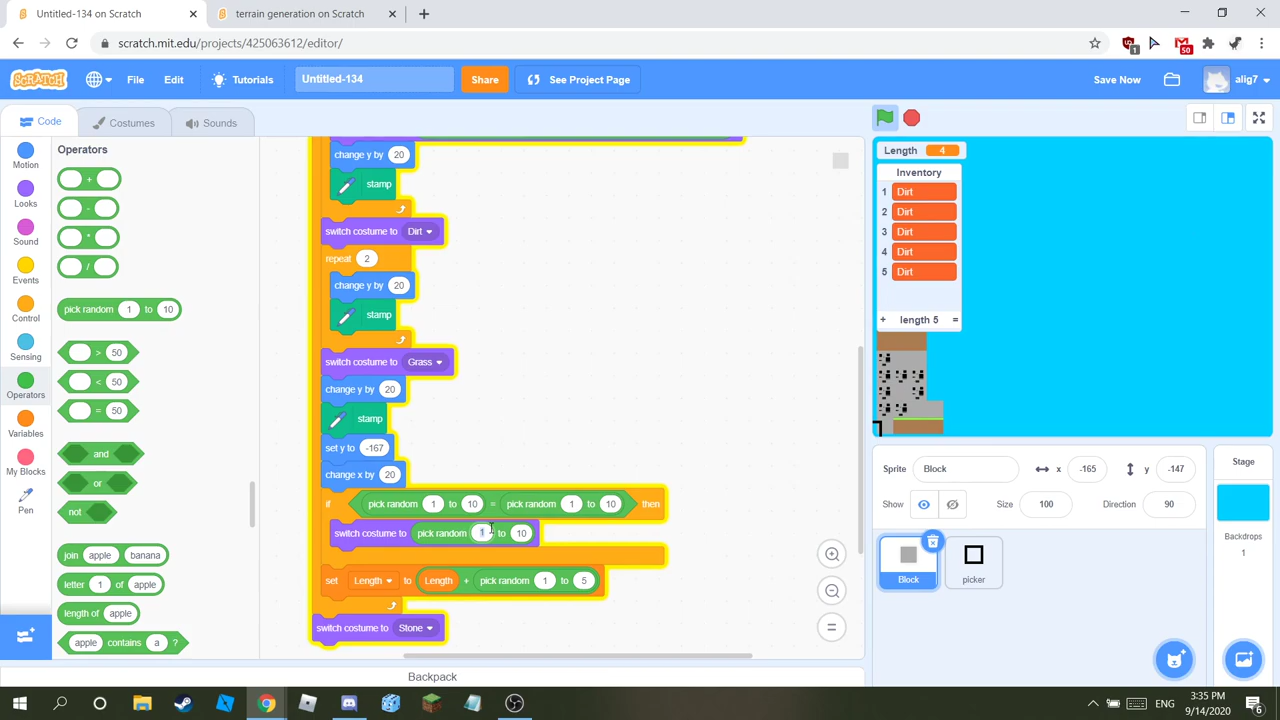 Untitled-134 on Scratch
terrain generation on Scratch
scratch.mit.edu/projects/425063612/editor/
1
50
SCRATCH
File
Edit
Tutorials
Untitled-134
Share
See Project Page
Save Now
alig7
Code
Costumes
Sounds
Motion
Looks
Sound
Events
Control
Sensing
Operators
Variables
My Blocks
Pen
Operators
+
-
*
/
pick random 1 to 10
> 50
< 50
= 50
and
or
not
join apple banana
letter 1 of apple
length of apple
apple contains a ?
change y by 20
stamp
switch costume to Dirt
repeat 2
change y by 20
stamp
switch costume to Grass
change y by 20
stamp
set y to -167
change x by 20
if pick random 1 to 10 = pick random 1 to 10 then
switch costume to pick random 1 to 10
set Length to Length + pick random 1 to 5
switch costume to Stone
Backpack
Length 4
Inventory
1 Dirt
2 Dirt
3 Dirt
4 Dirt
5 Dirt
+ length 5 =
Sprite Block x -165 y -147
Show Size 100 Direction 90
Block
picker
Stage
Backdrops
1
ENG
3:35 PM
9/14/2020
6